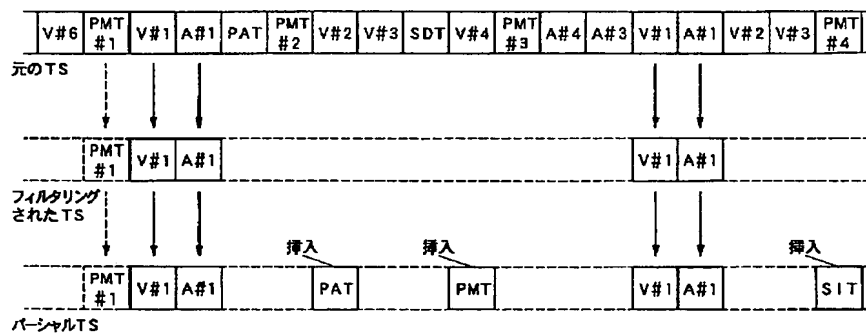 V#6 PMT #1 V#1 A#1 PAT PMT #2 V#2 V#3 SDT V#4 PMT #3 A#4 A#3 V#1 A#1 V#2 V#3 PMT #4
元のTS
PMT #1 V#1 A#1 V#1 A#1
フィルタリング
されたTS
挿入 挿入 挿入
PMT #1 V#1 A#1 PAT PMT V#1 A#1 SIT
パーシャルTS